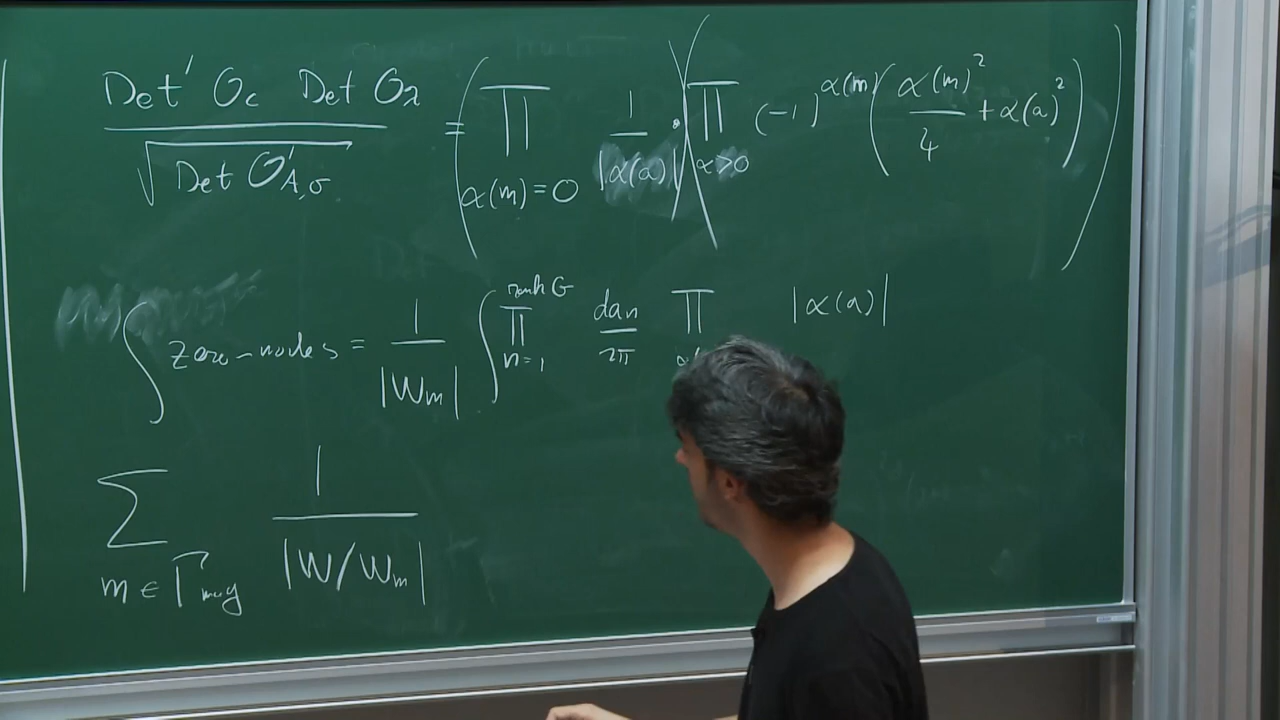 Det′ O_c Det O_λ / √(Det O′_{A,σ}) = (∏_{α(m)=0} 1/|α(a)|) · (∏_{α>0} (-1)^{α(m)} (α(m)²/4 + α(a)²))
∫ zero-modes = 1/|W_m| ∫ ∏_{n=1}^{rank G} da_n/2π ∏ |α(a)|
∑_{m ∈ Γ_mag} 1/|W/W_m|